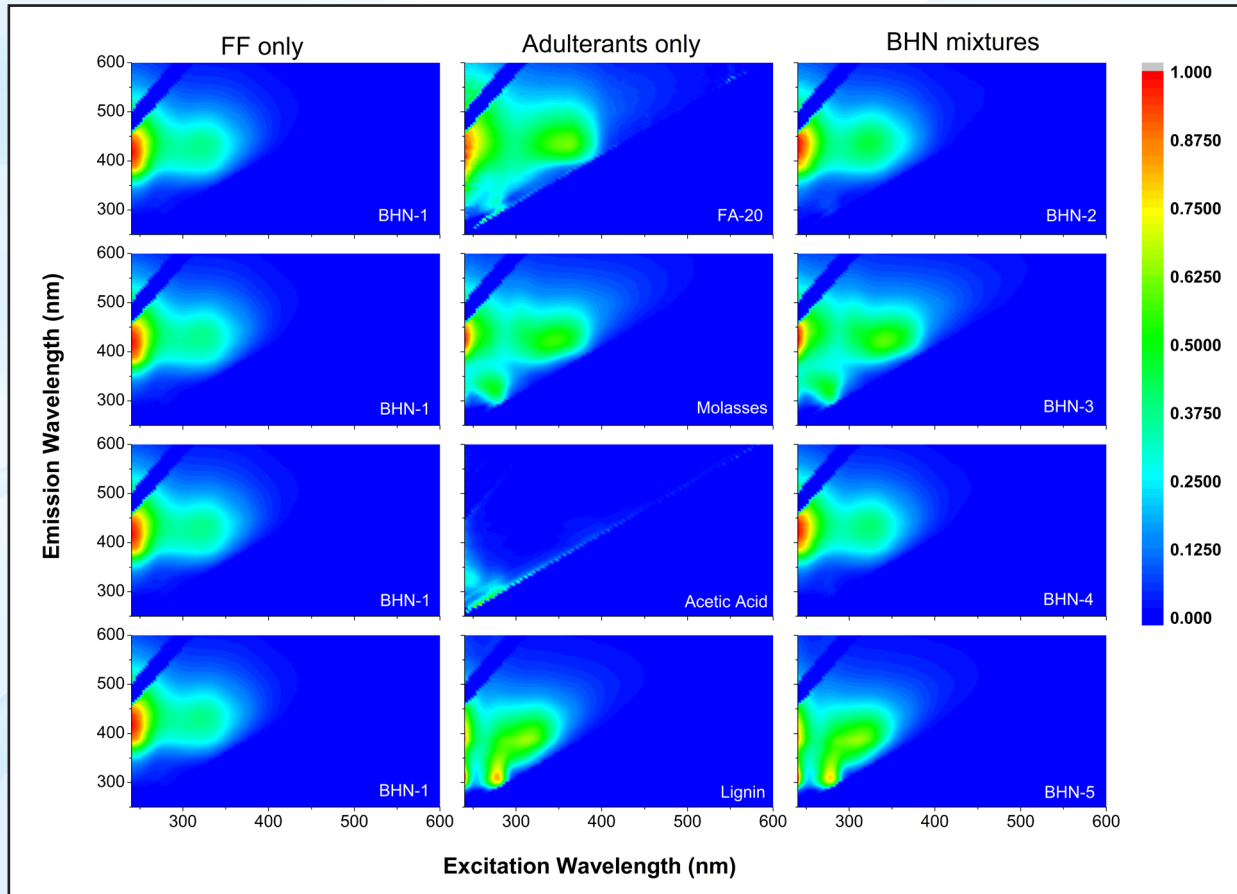 FF only
Adulterants only
BHN mixtures
600
500
400
300
BHN-1
FA-20
BHN-2
600
500
400
300
BHN-1
Molasses
BHN-3
600
500
400
300
BHN-1
Acetic Acid
BHN-4
600
500
400
300
BHN-1
Lignin
BHN-5
300 400 500 600
300 400 500 600
300 400 500 600
Emission Wavelength (nm)
Excitation Wavelength (nm)
1.000
0.8750
0.7500
0.6250
0.5000
0.3750
0.2500
0.1250
0.000